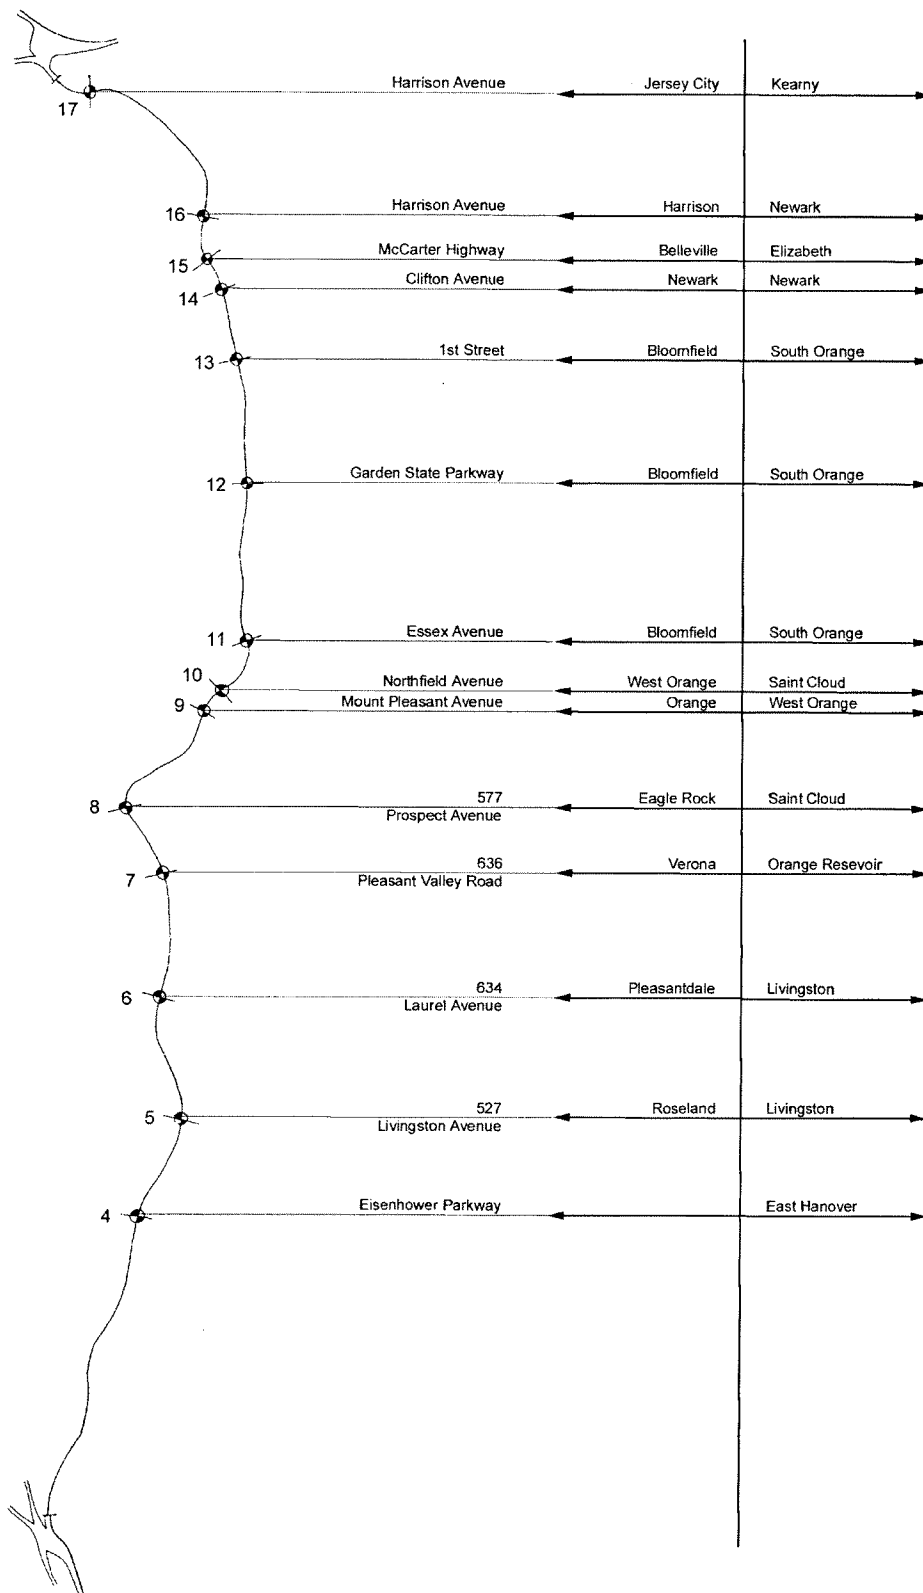 17 Harrison Avenue Jersey City Kearny
16 Harrison Avenue Harrison Newark
15 McCarter Highway Belleville Elizabeth
14 Clifton Avenue Newark Newark
13 1st Street Bloomfield South Orange
12 Garden State Parkway Bloomfield South Orange
11 Essex Avenue Bloomfield South Orange
10 Northfield Avenue West Orange Saint Cloud
9 Mount Pleasant Avenue Orange West Orange
8 577 Eagle Rock Saint Cloud
Prospect Avenue
7 636 Verona Orange Resevoir
Pleasant Valley Road
6 634 Pleasantdale Livingston
Laurel Avenue
5 527 Roseland Livingston
Livingston Avenue
4 Eisenhower Parkway East Hanover